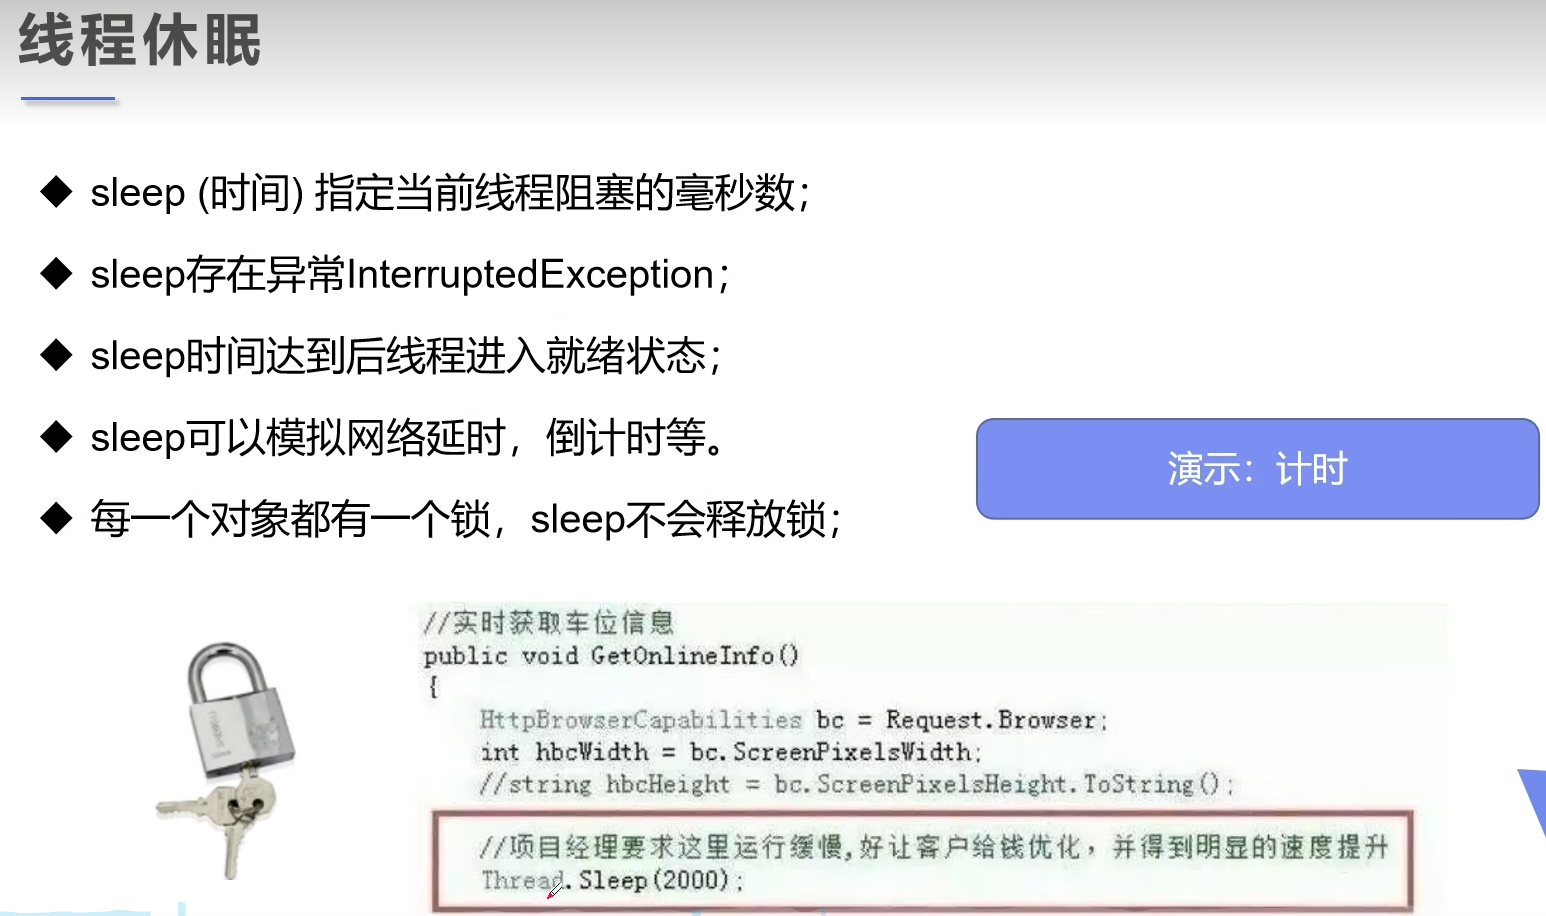 线程休眠
sleep (时间) 指定当前线程阻塞的毫秒数；
sleep存在异常InterruptedException；
sleep时间达到后线程进入就绪状态；
sleep可以模拟网络延时，倒计时等。
每一个对象都有一个锁，sleep不会释放锁；
演示：计时
//实时获取车位信息
public void GetOnlineInfo()
{
HttpBrowserCapabilities bc = Request.Browser;
int hbcWidth = bc.ScreenPixelsWidth;
//string hbcHeight = bc.ScreenPixelsHeight.ToString();
//项目经理要求这里运行缓慢,好让客户给钱优化，并得到明显的速度提升
Thread.Sleep(2000);